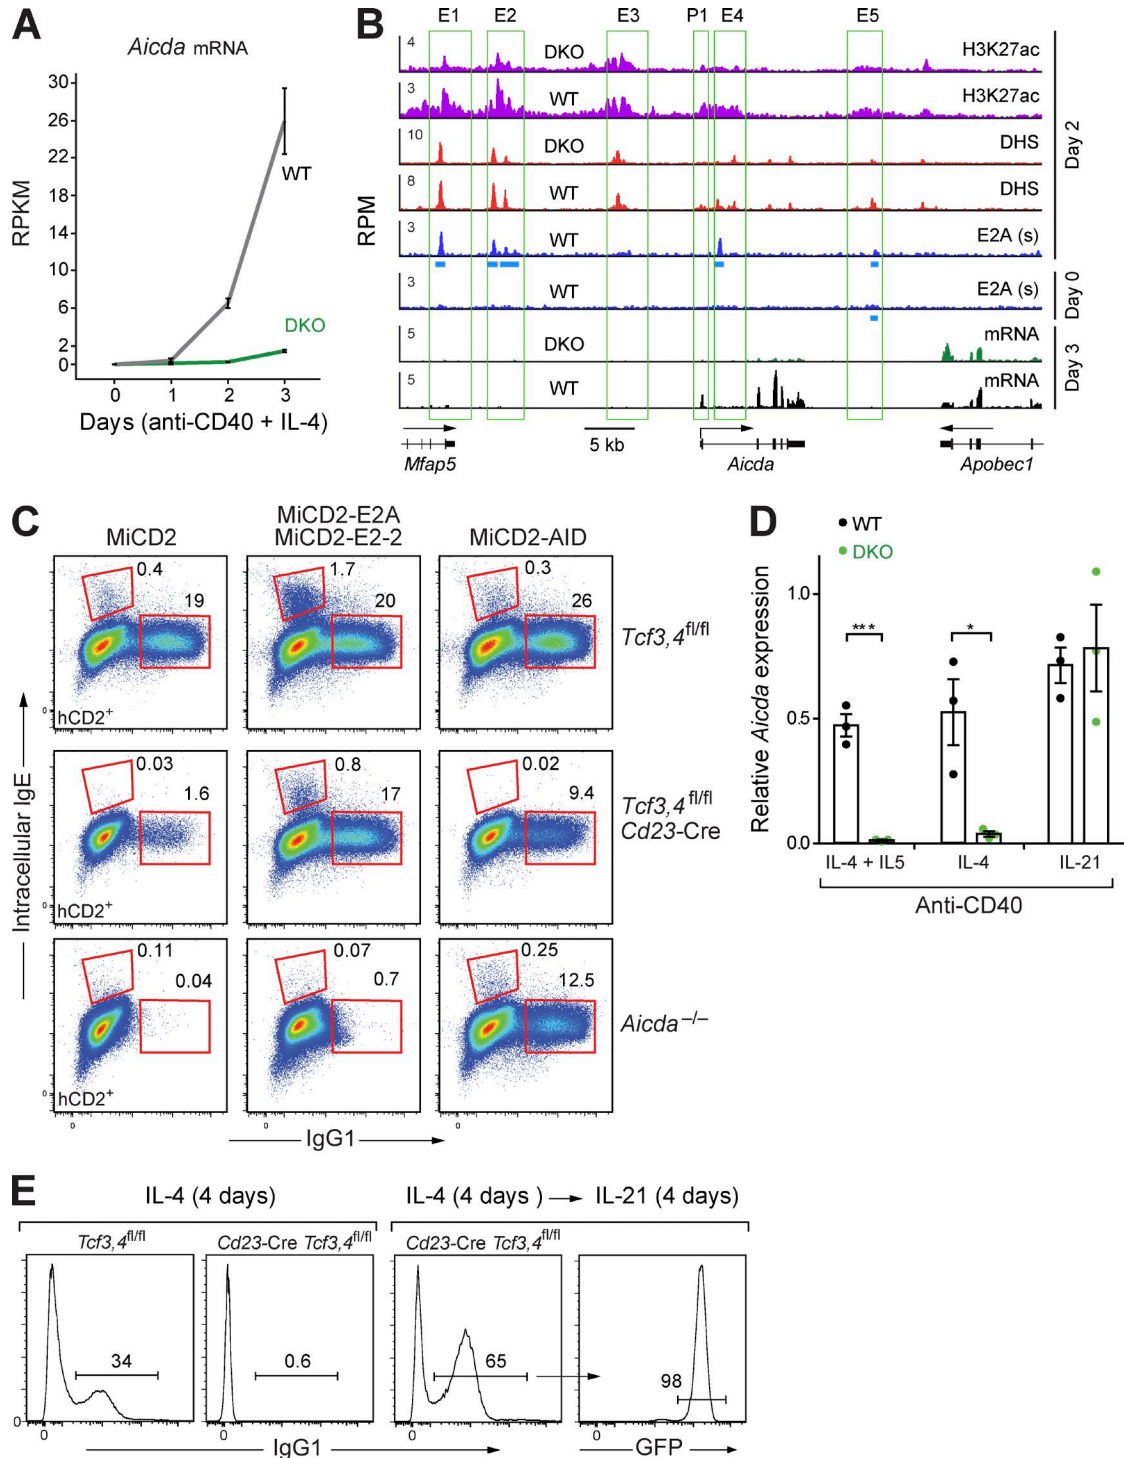 A
Aicda mRNA
30
26
22
18
14
10
6
2
0
RPKM
WT
DKO
0 1 2 3
Days (anti-CD40 + IL-4)
B
E1 E2 E3 P1 E4 E5
4 DKO H3K27ac
3 WT H3K27ac
10 DKO DHS
8 WT DHS
3 WT E2A (s)
3 WT E2A (s)
5 DKO mRNA
5 WT mRNA
RPM
Day 2
Day 0
Day 3
5 kb
Mfap5 Aicda Apobec1
C
MiCD2
MiCD2-E2A
MiCD2-E2-2
MiCD2-AID
0.4 19
1.7 20
0.3 26
Tcf3,4fl/fl
0
hCD2+
0.03 1.6
0.8 17
0.02 9.4
Tcf3,4fl/fl
Cd23-Cre
0
hCD2+
0.11 0.04
0.07 0.7
0.25 12.5
Aicda–/–
0
hCD2+
0 0 0
Intracellular IgE
IgG1
D
WT
DKO
Relative Aicda expression
1.0
0.5
0.0
***
*
IL-4 + IL5 IL-4 IL-21
Anti-CD40
E
IL-4 (4 days)
IL-4 (4 days ) → IL-21 (4 days)
Tcf3,4fl/fl
Cd23-Cre Tcf3,4fl/fl
Cd23-Cre Tcf3,4fl/fl
34
0.6
65
98
0
0 0 0 0
IgG1
GFP